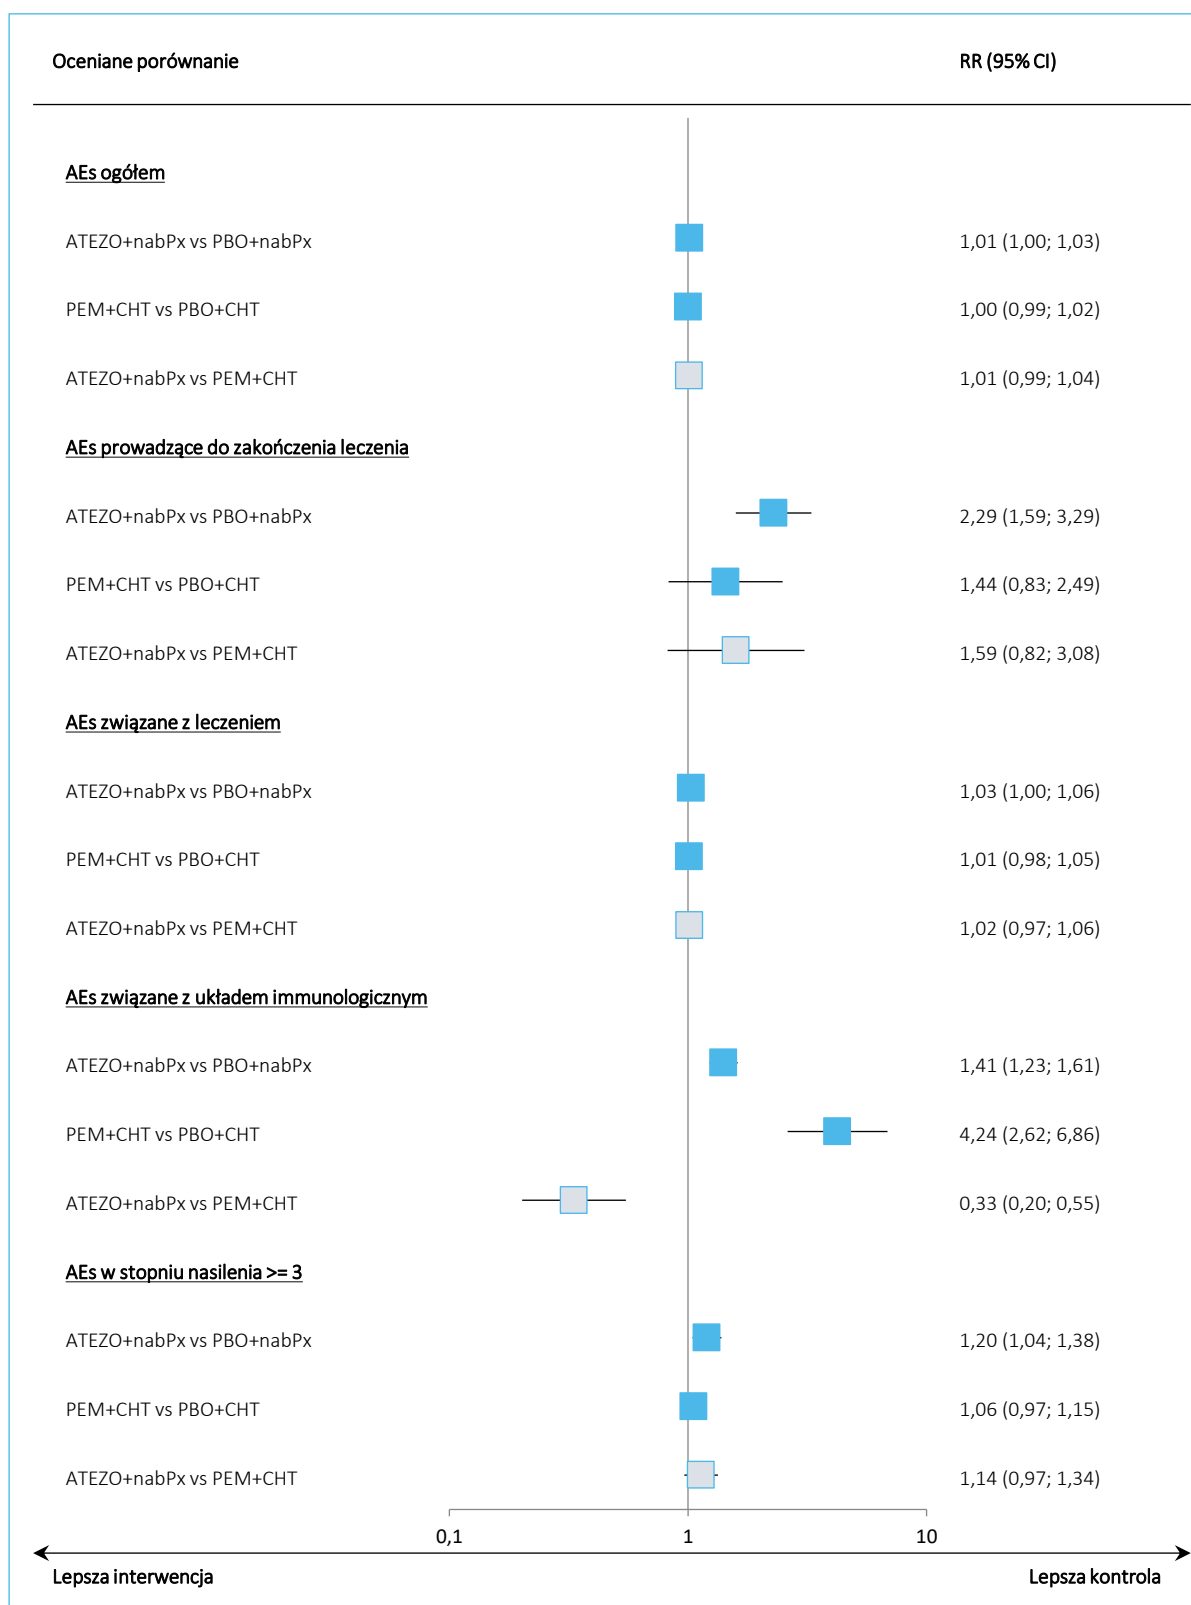 Oceniane porównanie RR (95% CI)
AEs ogółem
ATEZO+nabPx vs PBO+nabPx 1,01 (1,00; 1,03)
PEM+CHT vs PBO+CHT 1,00 (0,99; 1,02)
ATEZO+nabPx vs PEM+CHT 1,01 (0,99; 1,04)
AEs prowadzące do zakończenia leczenia
ATEZO+nabPx vs PBO+nabPx 2,29 (1,59; 3,29)
PEM+CHT vs PBO+CHT 1,44 (0,83; 2,49)
ATEZO+nabPx vs PEM+CHT 1,59 (0,82; 3,08)
AEs związane z leczeniem
ATEZO+nabPx vs PBO+nabPx 1,03 (1,00; 1,06)
PEM+CHT vs PBO+CHT 1,01 (0,98; 1,05)
ATEZO+nabPx vs PEM+CHT 1,02 (0,97; 1,06)
AEs związane z układem immunologicznym
ATEZO+nabPx vs PBO+nabPx 1,41 (1,23; 1,61)
PEM+CHT vs PBO+CHT 4,24 (2,62; 6,86)
ATEZO+nabPx vs PEM+CHT 0,33 (0,20; 0,55)
AEs w stopniu nasilenia >= 3
ATEZO+nabPx vs PBO+nabPx 1,20 (1,04; 1,38)
PEM+CHT vs PBO+CHT 1,06 (0,97; 1,15)
ATEZO+nabPx vs PEM+CHT 1,14 (0,97; 1,34)
0,1 1 10
Lepsza interwencja Lepsza kontrola